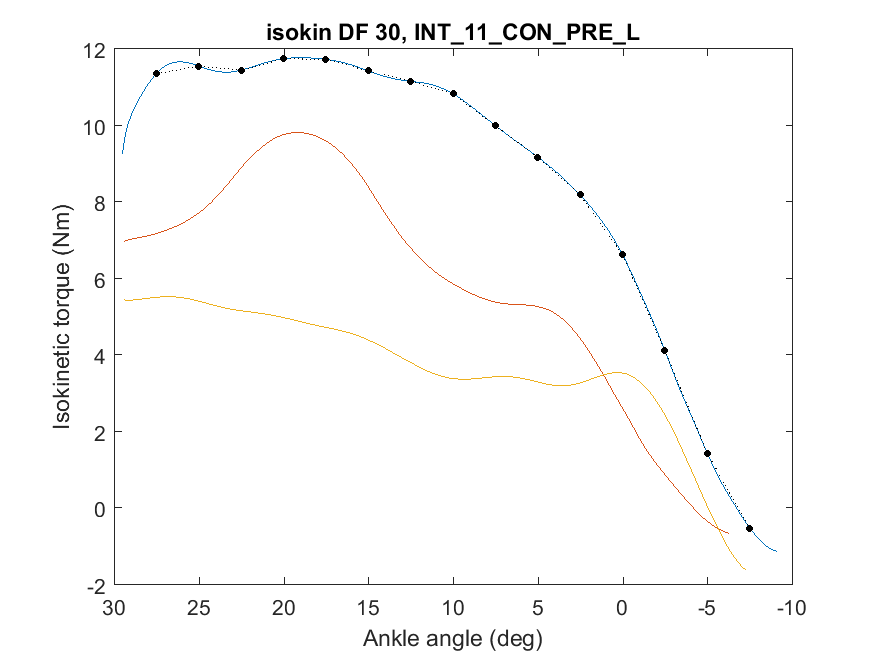 isokin DF 30, INT_11_CON_PRE_L
12
10
8
6
4
2
0
-2
Isokinetic torque (Nm)
30 25 20 15 10 5 0 -5 -10
Ankle angle (deg)